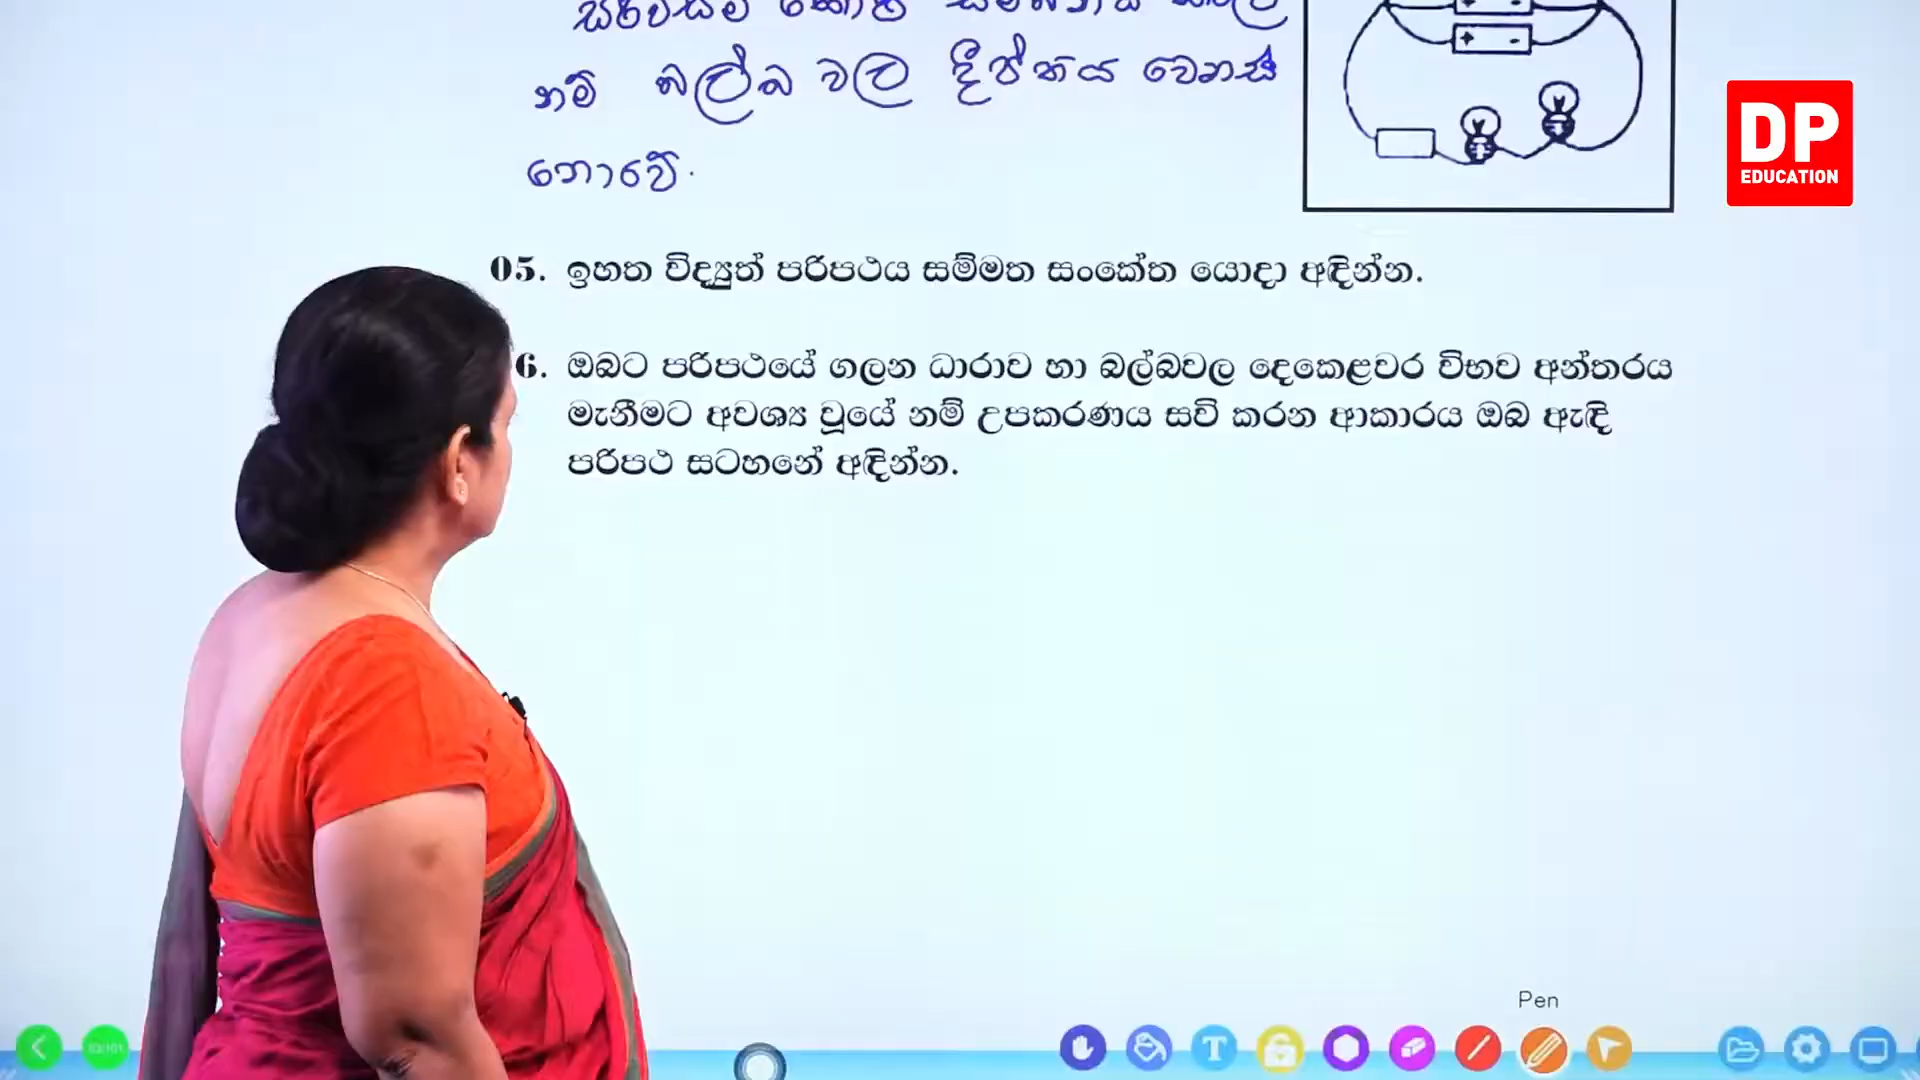 නම් බල්බ වල දීප්තිය වෙනස්
නොවේ.
+ -
DP
EDUCATION
05. ඉහත විද්‍යුත් පරිපථය සම්මත සංකේත යොදා අඳින්න.
6. ඔබට පරිපථයේ ගලන ධාරාව හා බල්බවල දෙකෙළවර විභව අන්තරය
මැනීමට අවශ්‍ය වූයේ නම් උපකරණය සවි කරන ආකාරය ඔබ ඇඳි
පරිපථ සටහනේ අඳින්න.
Pen
T